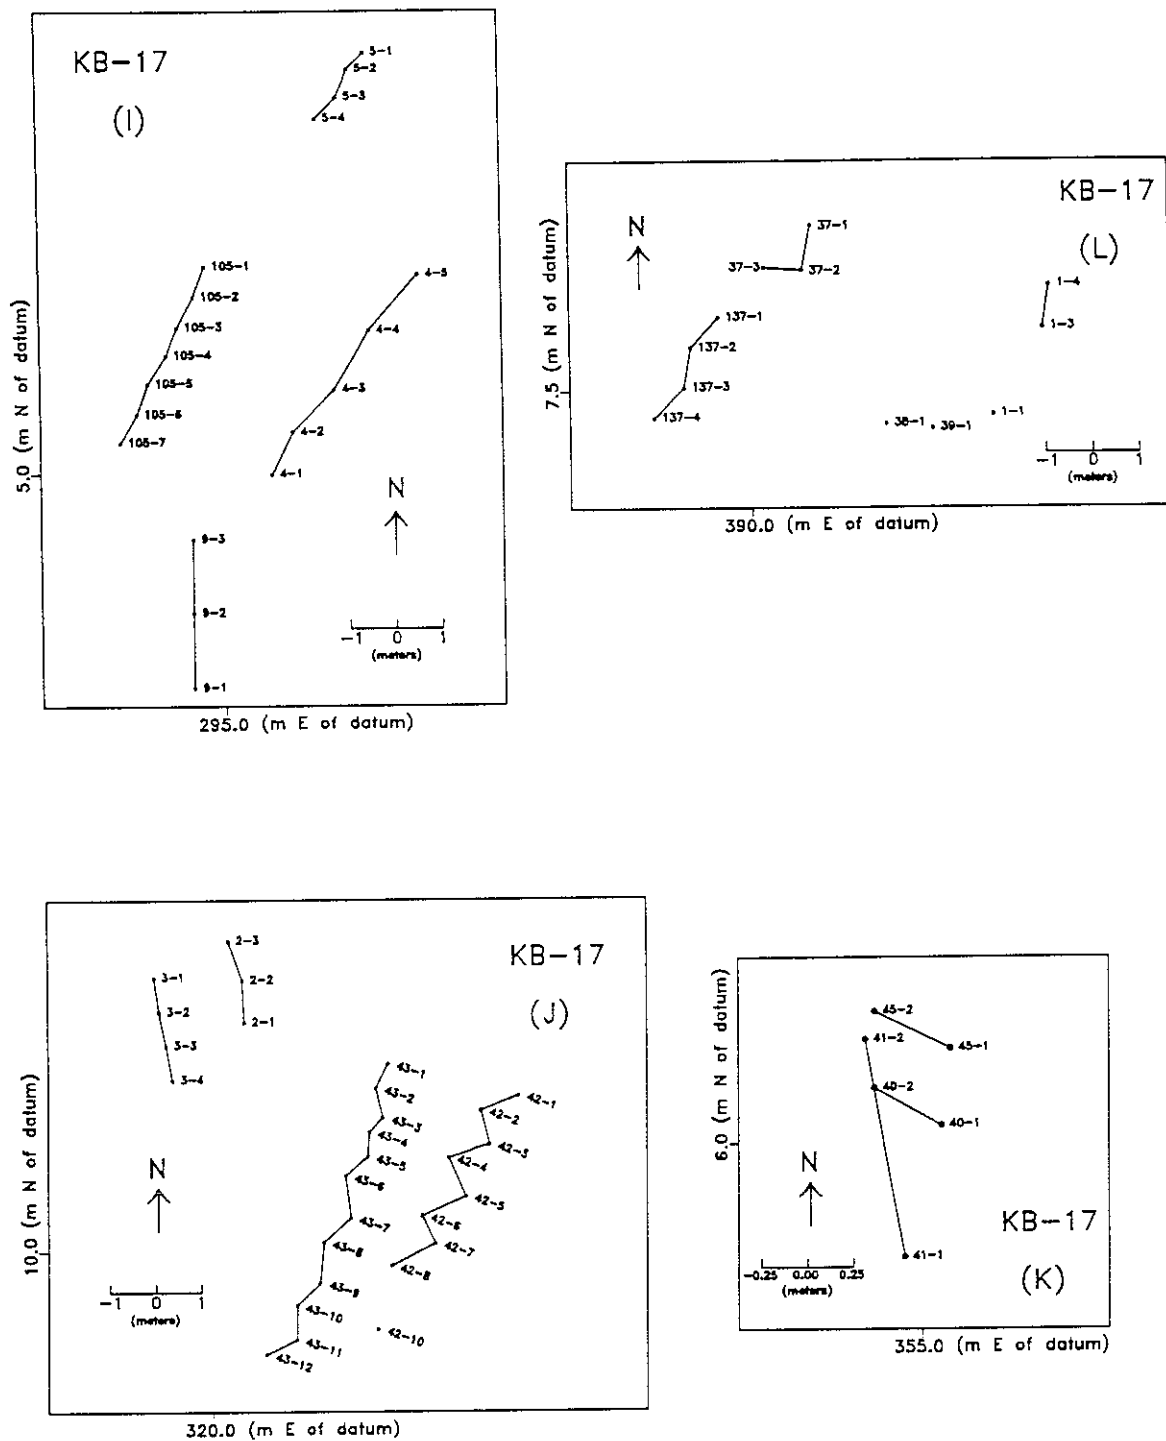 KB-17
(I)
5-1
5-2
5-3
5-4
105-1
105-2
105-3
105-4
105-5
105-6
105-7
4-5
4-4
4-3
4-2
4-1
N
9-3
9-2
9-1
-1 0 1
(meters)
5.0 (m N of datum)
295.0 (m E of datum)
KB-17
(L)
N
37-1
37-3
37-2
1-4
1-3
137-1
137-2
137-3
137-4
38-1
39-1
1-1
-1 0 1
(meters)
7.5 (m N of datum)
390.0 (m E of datum)
KB-17
(J)
2-3
2-2
2-1
3-1
3-2
3-3
3-4
43-1
43-2
43-3
43-4
43-5
43-6
43-7
43-8
43-9
43-10
43-11
43-12
42-1
42-2
42-3
42-4
42-5
42-6
42-7
42-8
42-10
N
-1 0 1
(meters)
10.0 (m N of datum)
320.0 (m E of datum)
45-2
45-1
41-2
40-2
40-1
41-1
N
KB-17
(K)
-0.25 0.00 0.25
(meters)
6.0 (m N of datum)
355.0 (m E of datum)